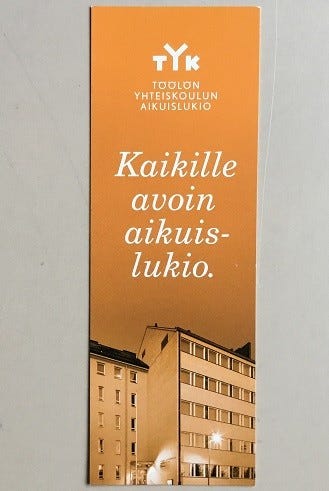 TYK
TÖÖLÖN
YHTEISKOULUN
AIKUISLUKIO
Kaikille
avoin
aikuis-
lukio.